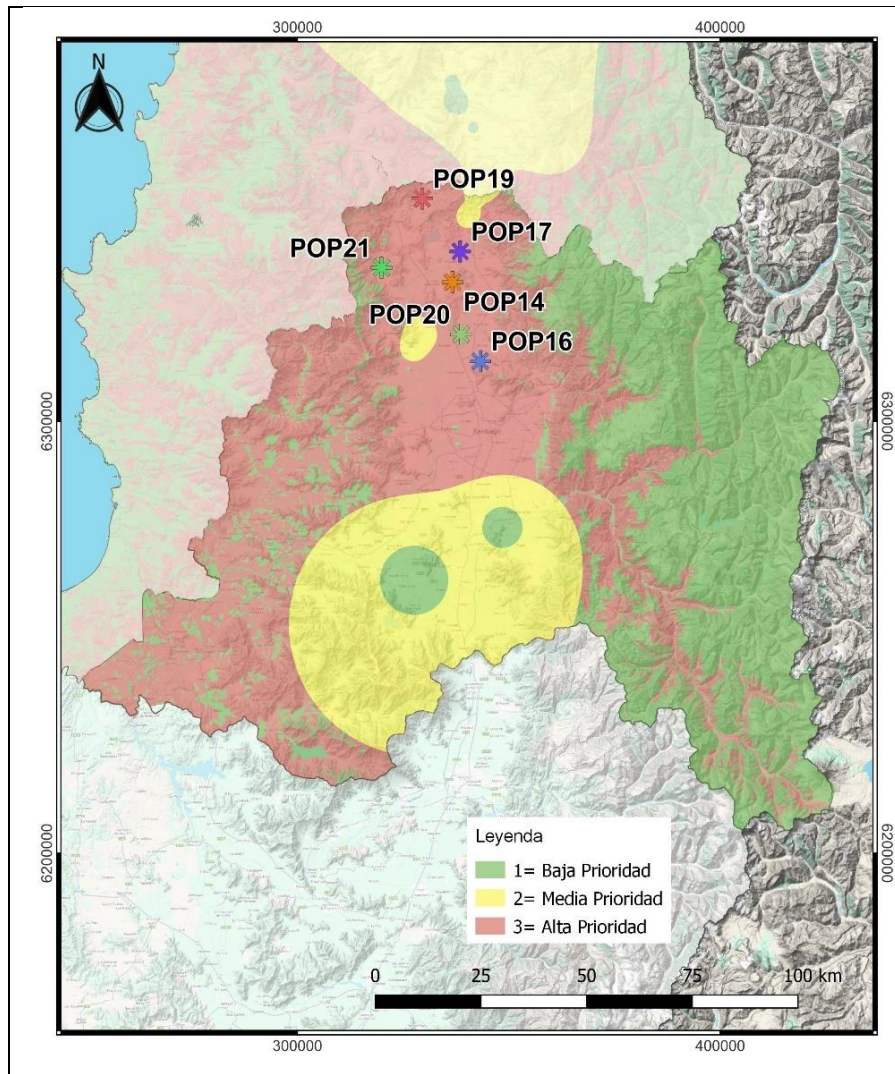 300000 400000
N
POP19
POP17
POP21
POP14
POP20
POP16
6300000 6300000
Santiago
6200000 6200000
Leyenda
1= Baja Prioridad
2= Media Prioridad
3= Alta Prioridad
0 25 50 75 100 km
300000 400000